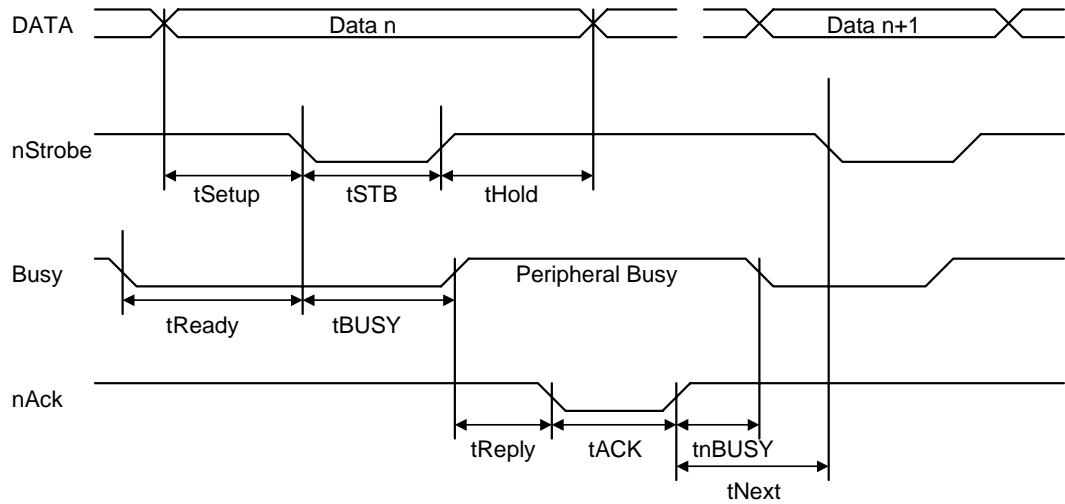 DATA
Data n
Data n+1
nStrobe
tSetup
tSTB
tHold
Busy
Peripheral Busy
tReady
tBUSY
nAck
tReply
tACK
tnBUSY
tNext